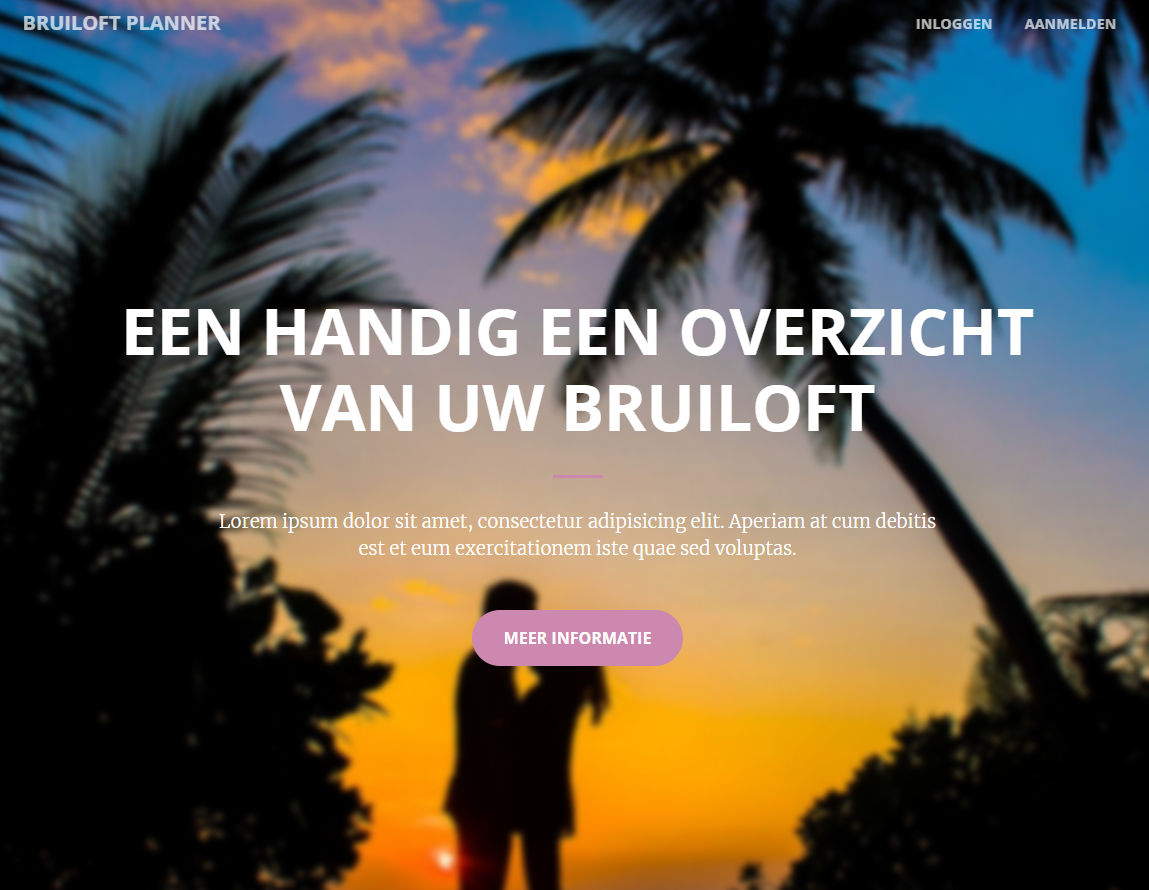 BRUILOFT PLANNER
INLOGGEN AANMELDEN
EEN HANDIG EEN OVERZICHT
VAN UW BRUILOFT
Lorem ipsum dolor sit amet, consectetur adipisicing elit. Aperiam at cum debitis
est et eum exercitationem iste quae sed voluptas.
MEER INFORMATIE